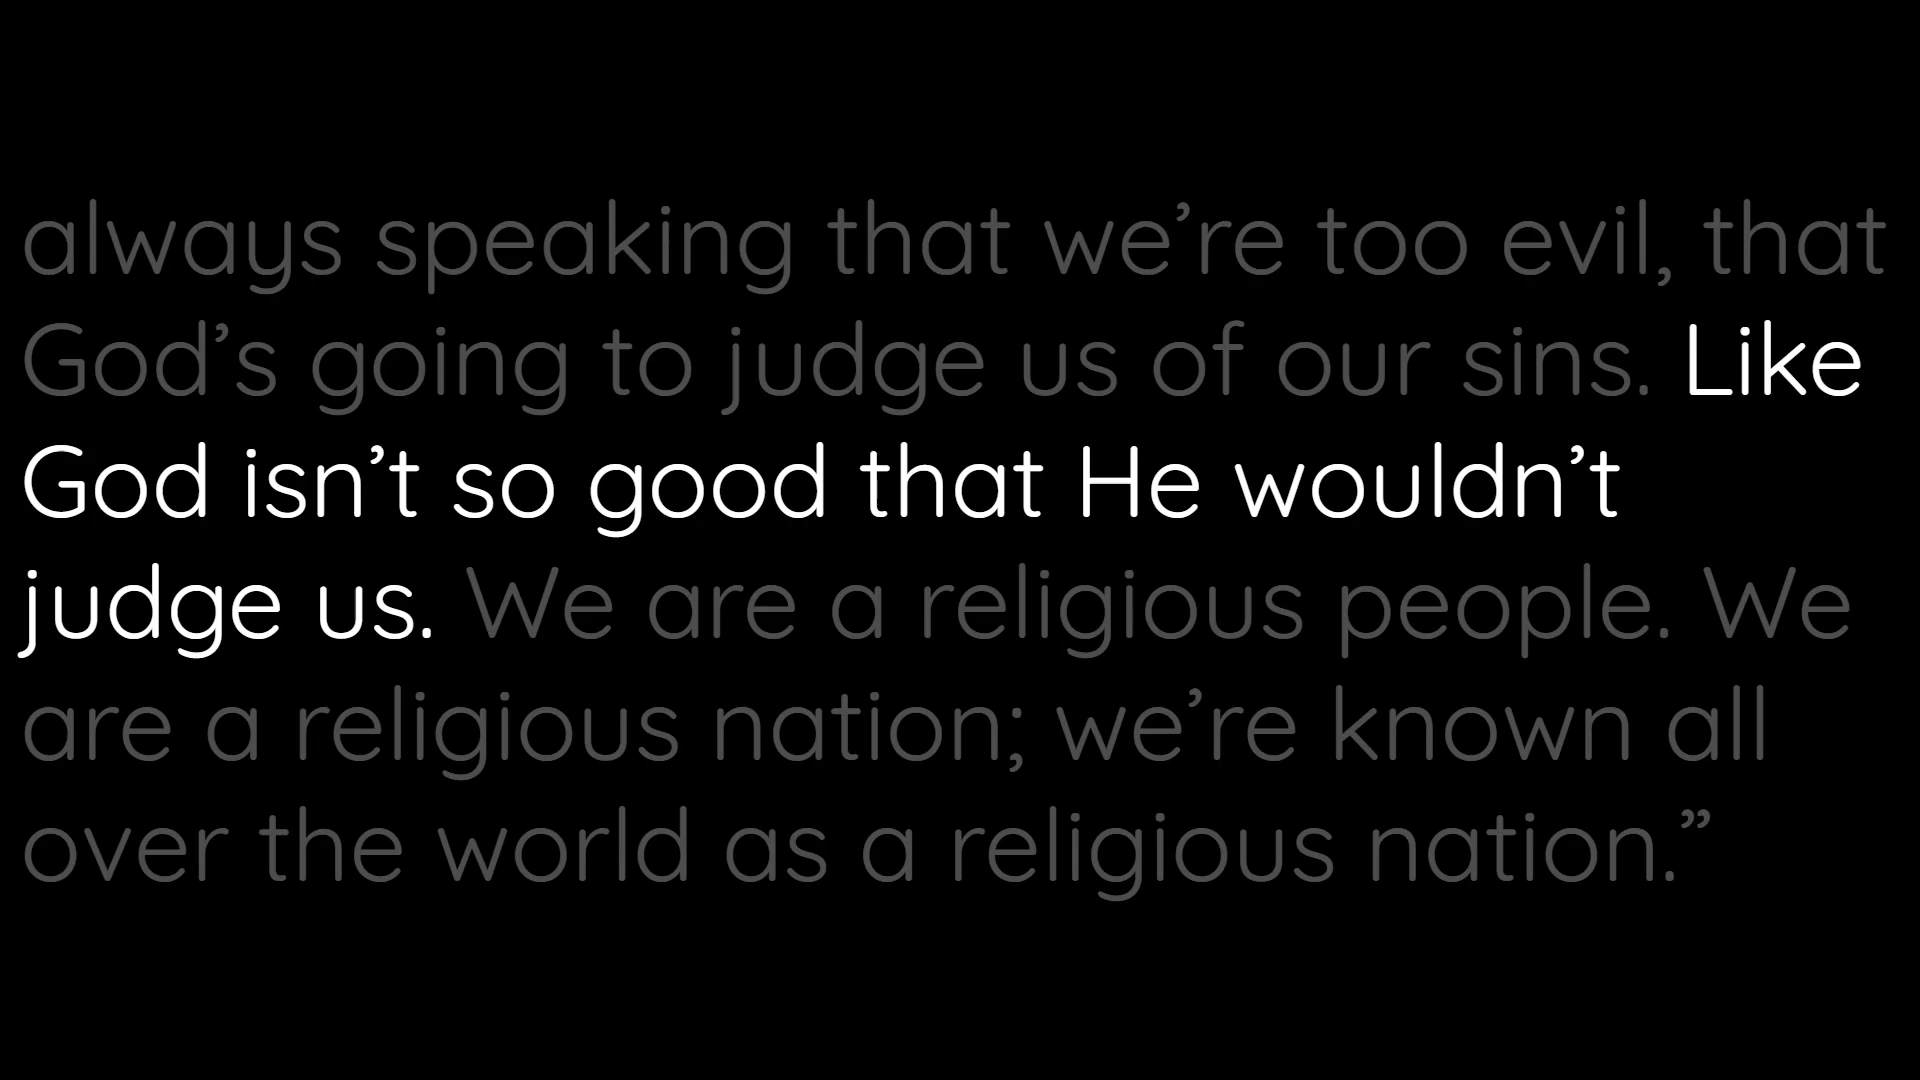 always speaking that we’re too evil, that
God’s going to judge us of our sins. Like
God isn’t so good that He wouldn’t
judge us. We are a religious people. We
are a religious nation; we’re known all
over the world as a religious nation.”